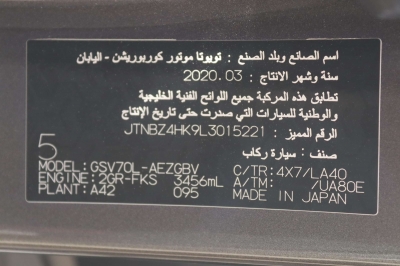 اسم الصانع وبلد الصنع : تويوتا موتور كوربوريشن - اليابان
سنة وشهر الانتاج : 2020.03
تطابق هذه المركبة جميع اللوائح الفنية الخليجية
والوطنية للسيارات التى صدرت حتى تاريخ الإنتاج
الرقم المميز : JTNBZ4HK9L3015221
صنف : سيارة ركاب
5
MODEL: GSV70L-AEZGBV C/TR: 4X7/LA40
ENGINE: 2GR-FKS 3456mL A/TM: /UA80E
PLANT: A42 095 MADE IN JAPAN